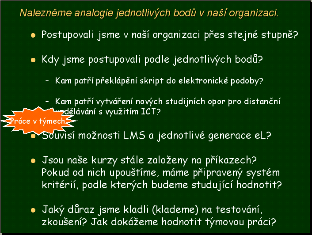 Nalezněme analogie jednotlivých bodů v naší organizaci.
Postupovali jsme v naší organizaci přes stejné stupně?
Kdy jsme postupovali podle jednotlivých bodů?
– Kam patří překlápění skript do elektronické podoby?
– Kam patří vytváření nových studijních opor pro distanční
vzdělávání s využitím ICT?
Práce v týmech
Souvisí možnosti LMS a jednotlivé generace eL?
Jsou naše kurzy stále založeny na příkazech?
Pokud od nich upouštíme, máme připravený systém
kritérií, podle kterých budeme studující hodnotit?
Jaký důraz jsme kladli (klademe) na testování,
zkoušení? Jak dokážeme hodnotit týmovou práci?